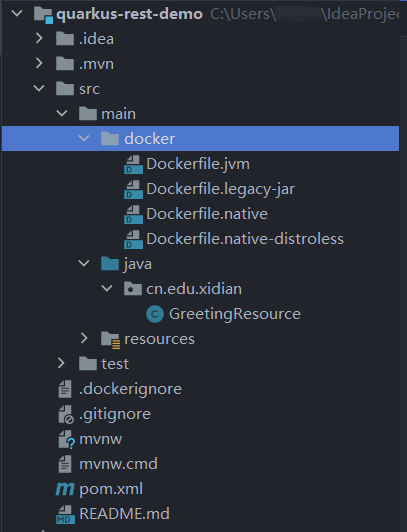 quarkus-rest-demo C:\Users\ \IdeaProjec
.idea
.mvn
src
main
docker
Dockerfile.jvm
Dockerfile.legacy-jar
Dockerfile.native
Dockerfile.native-distroless
java
cn.edu.xidian
GreetingResource
resources
test
.dockerignore
.gitignore
mvnw
mvnw.cmd
pom.xml
README.md